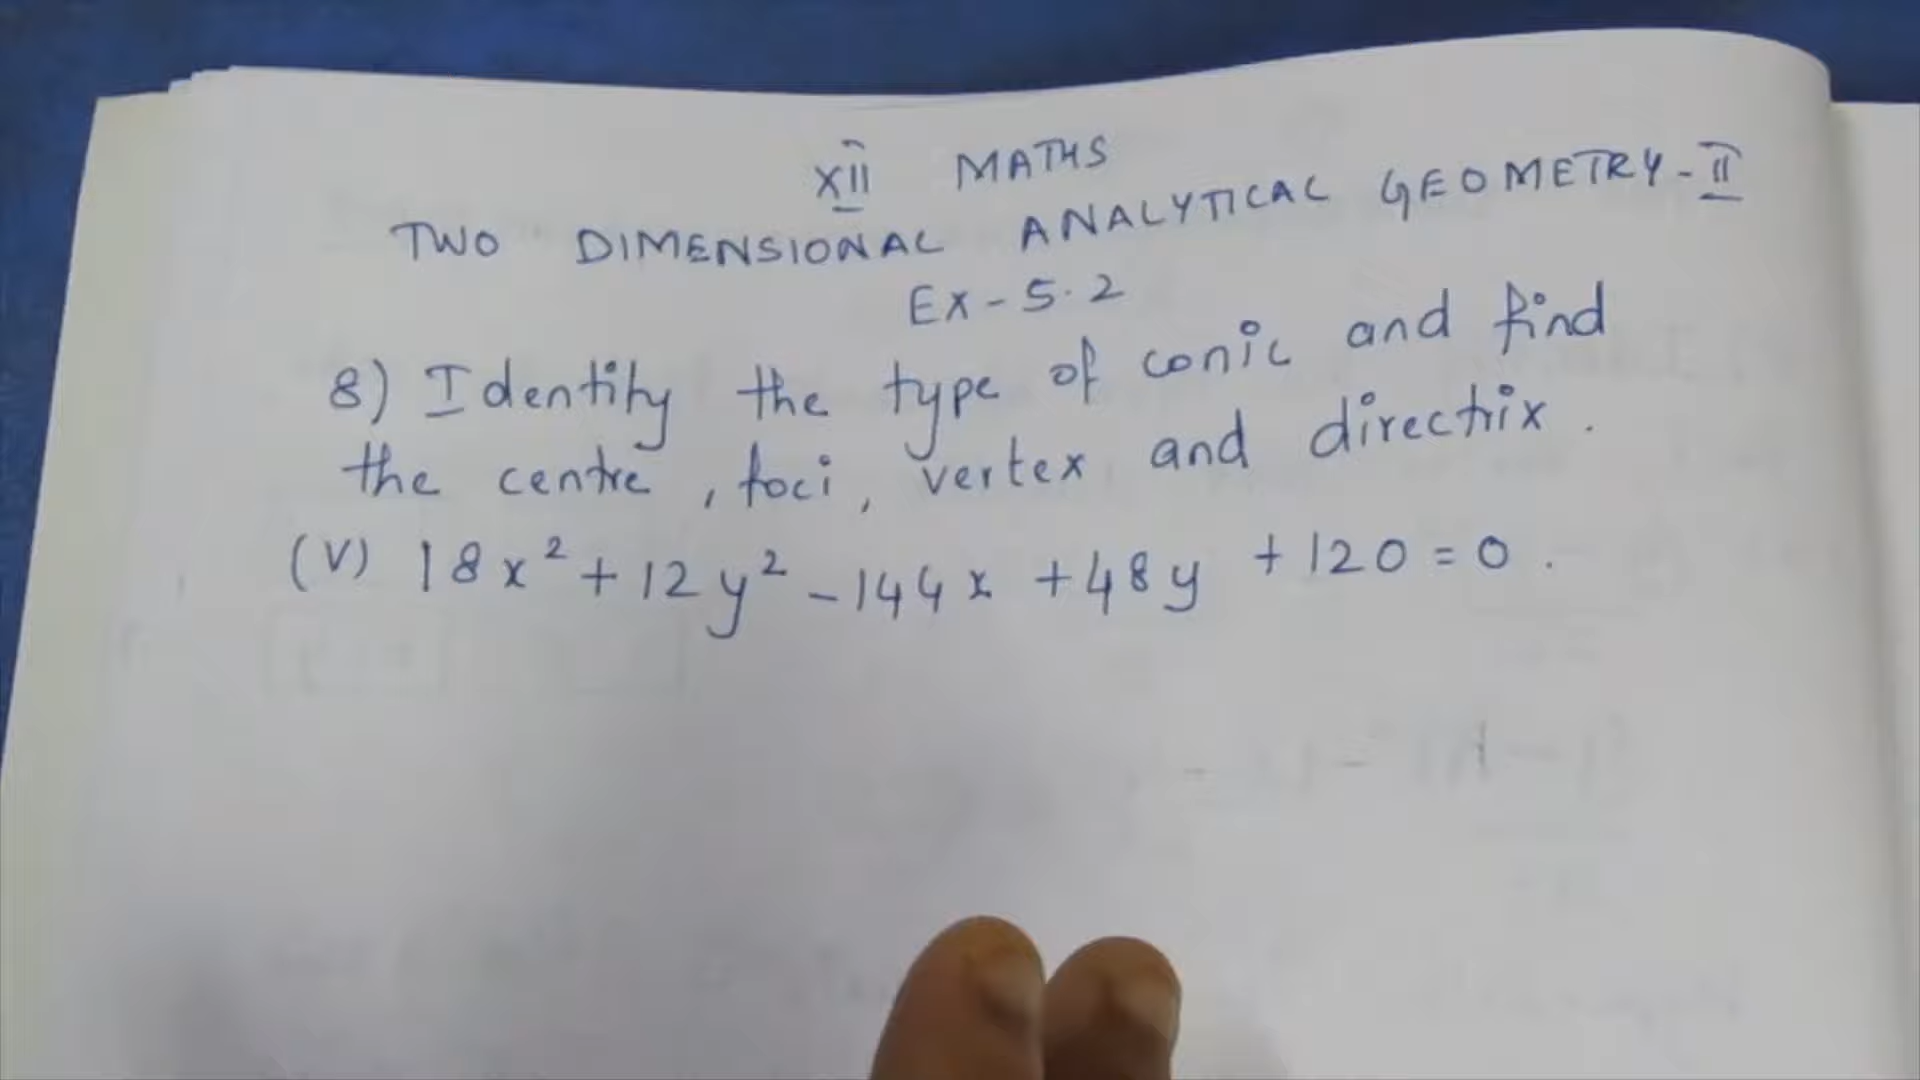 XII MATHS
TWO DIMENSIONAL ANALYTICAL GEOMETRY-II
Ex-5.2
8) Identify the type of conic and find
the centre, foci, vertex and directrix.
(V) 18x² + 12y² - 144x + 48y + 120 = 0.